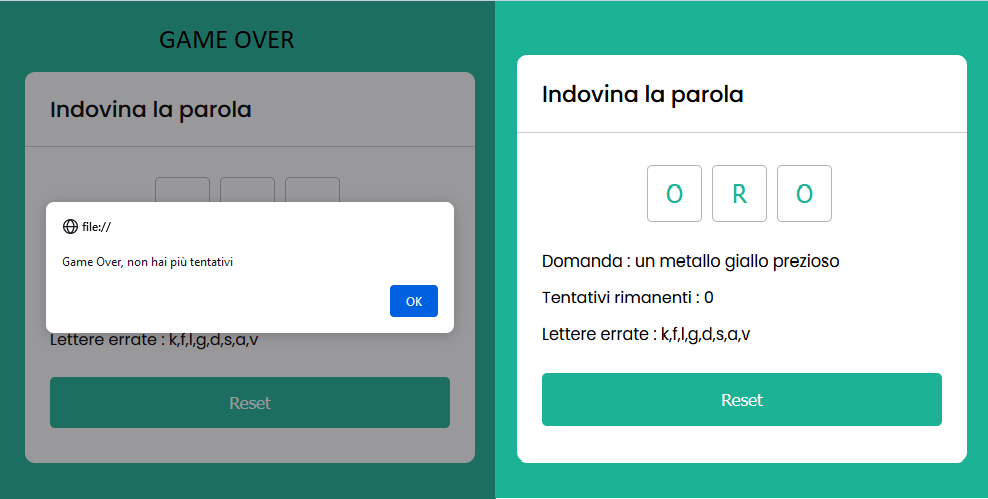 GAME OVER
Indovina la parola
file://
Game Over, non hai più tentativi
OK
Lettere errate : k,f,l,g,d,s,a,v
Reset
Indovina la parola
O R O
Domanda : un metallo giallo prezioso
Tentativi rimanenti : 0
Lettere errate : k,f,l,g,d,s,a,v
Reset